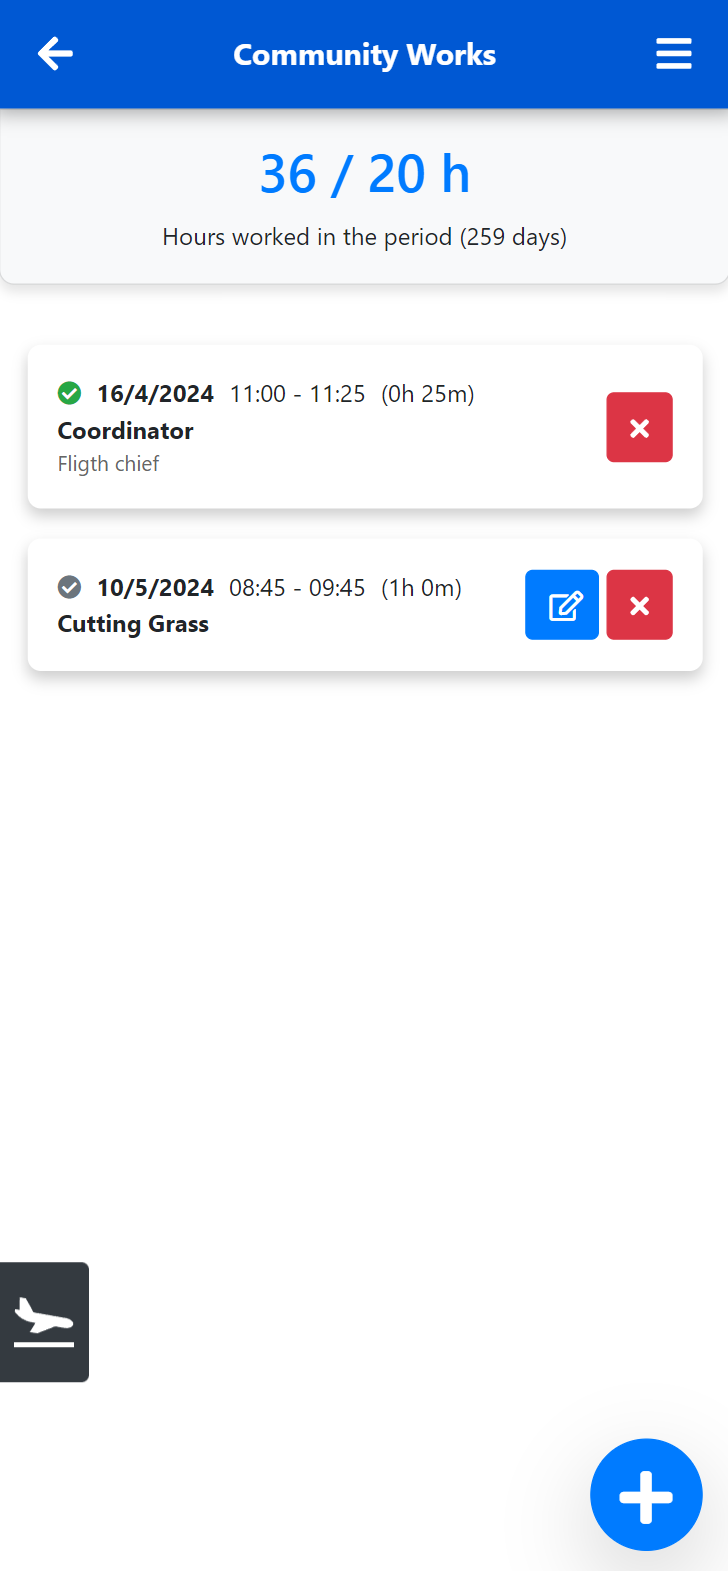 Community Works
36 / 20 h
Hours worked in the period (259 days)
16/4/2024 11:00 - 11:25 (0h 25m)
Coordinator
Fligth chief
10/5/2024 08:45 - 09:45 (1h 0m)
Cutting Grass